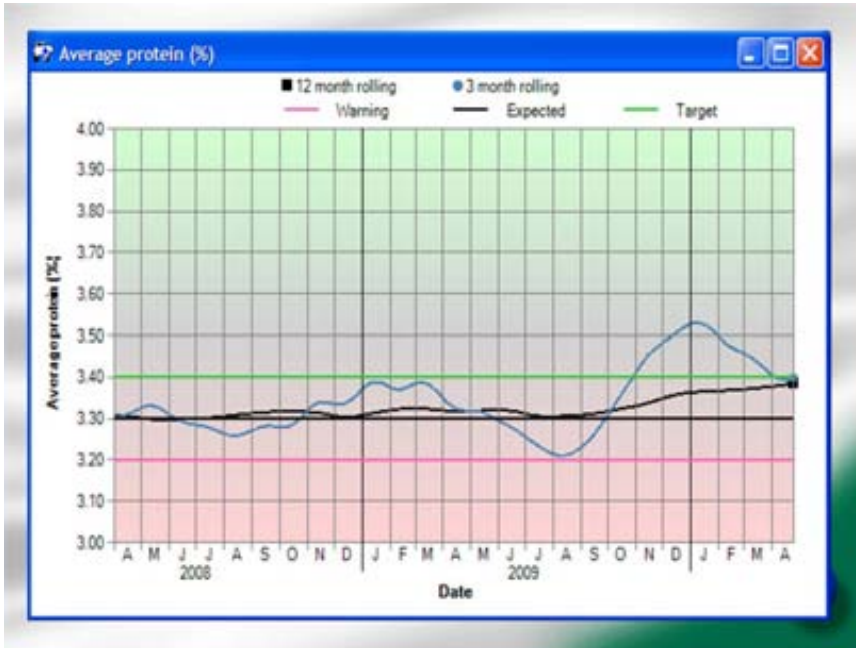 Average protein (%)
12 month rolling 3 month rolling
Warning Expected Target
4.00
3.90
3.80
3.70
3.60
3.50
3.40
3.30
3.20
3.10
3.00
Average protein (%)
A M J J A S O N D J F M A M J J A S O N D J F M A
2008 2009
Date